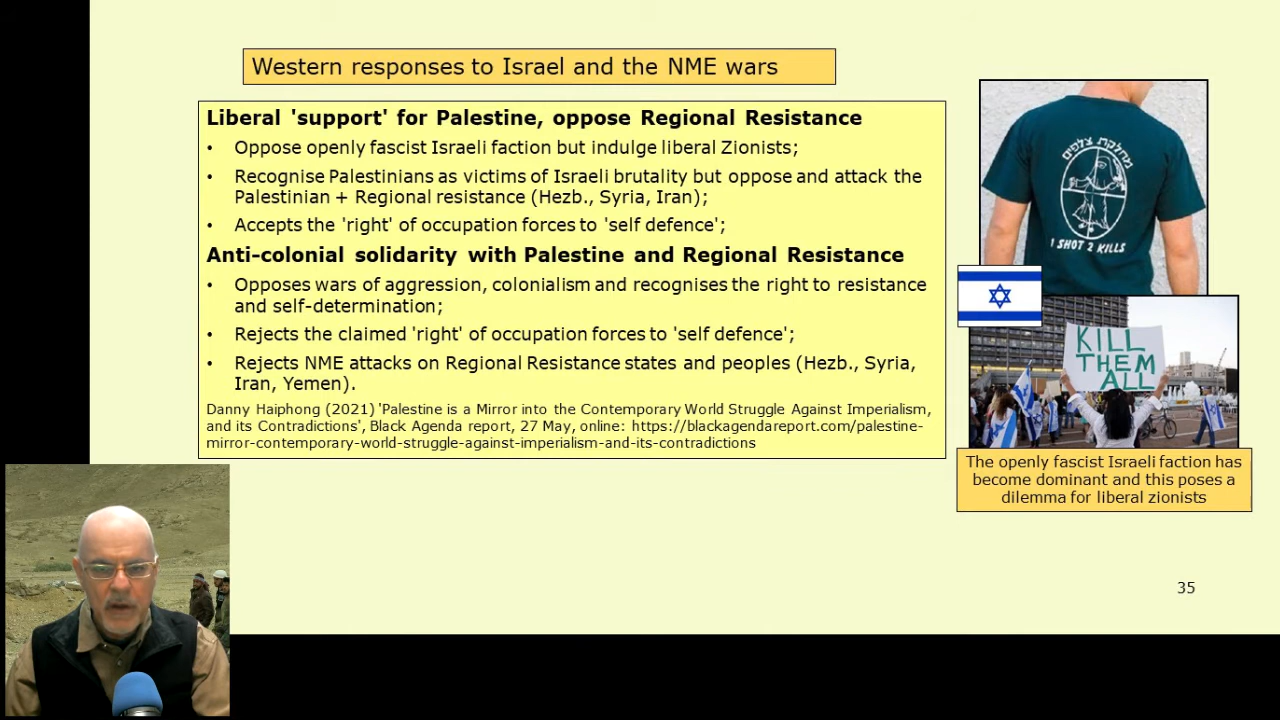 Western responses to Israel and the NME wars
Liberal 'support' for Palestine, oppose Regional Resistance
• Oppose openly fascist Israeli faction but indulge liberal Zionists;
• Recognise Palestinians as victims of Israeli brutality but oppose and attack the
Palestinian + Regional resistance (Hezb., Syria, Iran);
• Accepts the 'right' of occupation forces to 'self defence';
Anti-colonial solidarity with Palestine and Regional Resistance
• Opposes wars of aggression, colonialism and recognises the right to resistance
and self-determination;
• Rejects the claimed 'right' of occupation forces to 'self defence';
• Rejects NME attacks on Regional Resistance states and peoples (Hezb., Syria,
Iran, Yemen).
Danny Haiphong (2021) 'Palestine is a Mirror into the Contemporary World Struggle Against Imperialism,
and its Contradictions', Black Agenda report, 27 May, online: https://blackagendareport.com/palestine-
mirror-contemporary-world-struggle-against-imperialism-and-its-contradictions
מחלקת צלפים
1 SHOT 2 KILLS
KILL
THEM
ALL
The openly fascist Israeli faction has
become dominant and this poses a
dilemma for liberal zionists
35